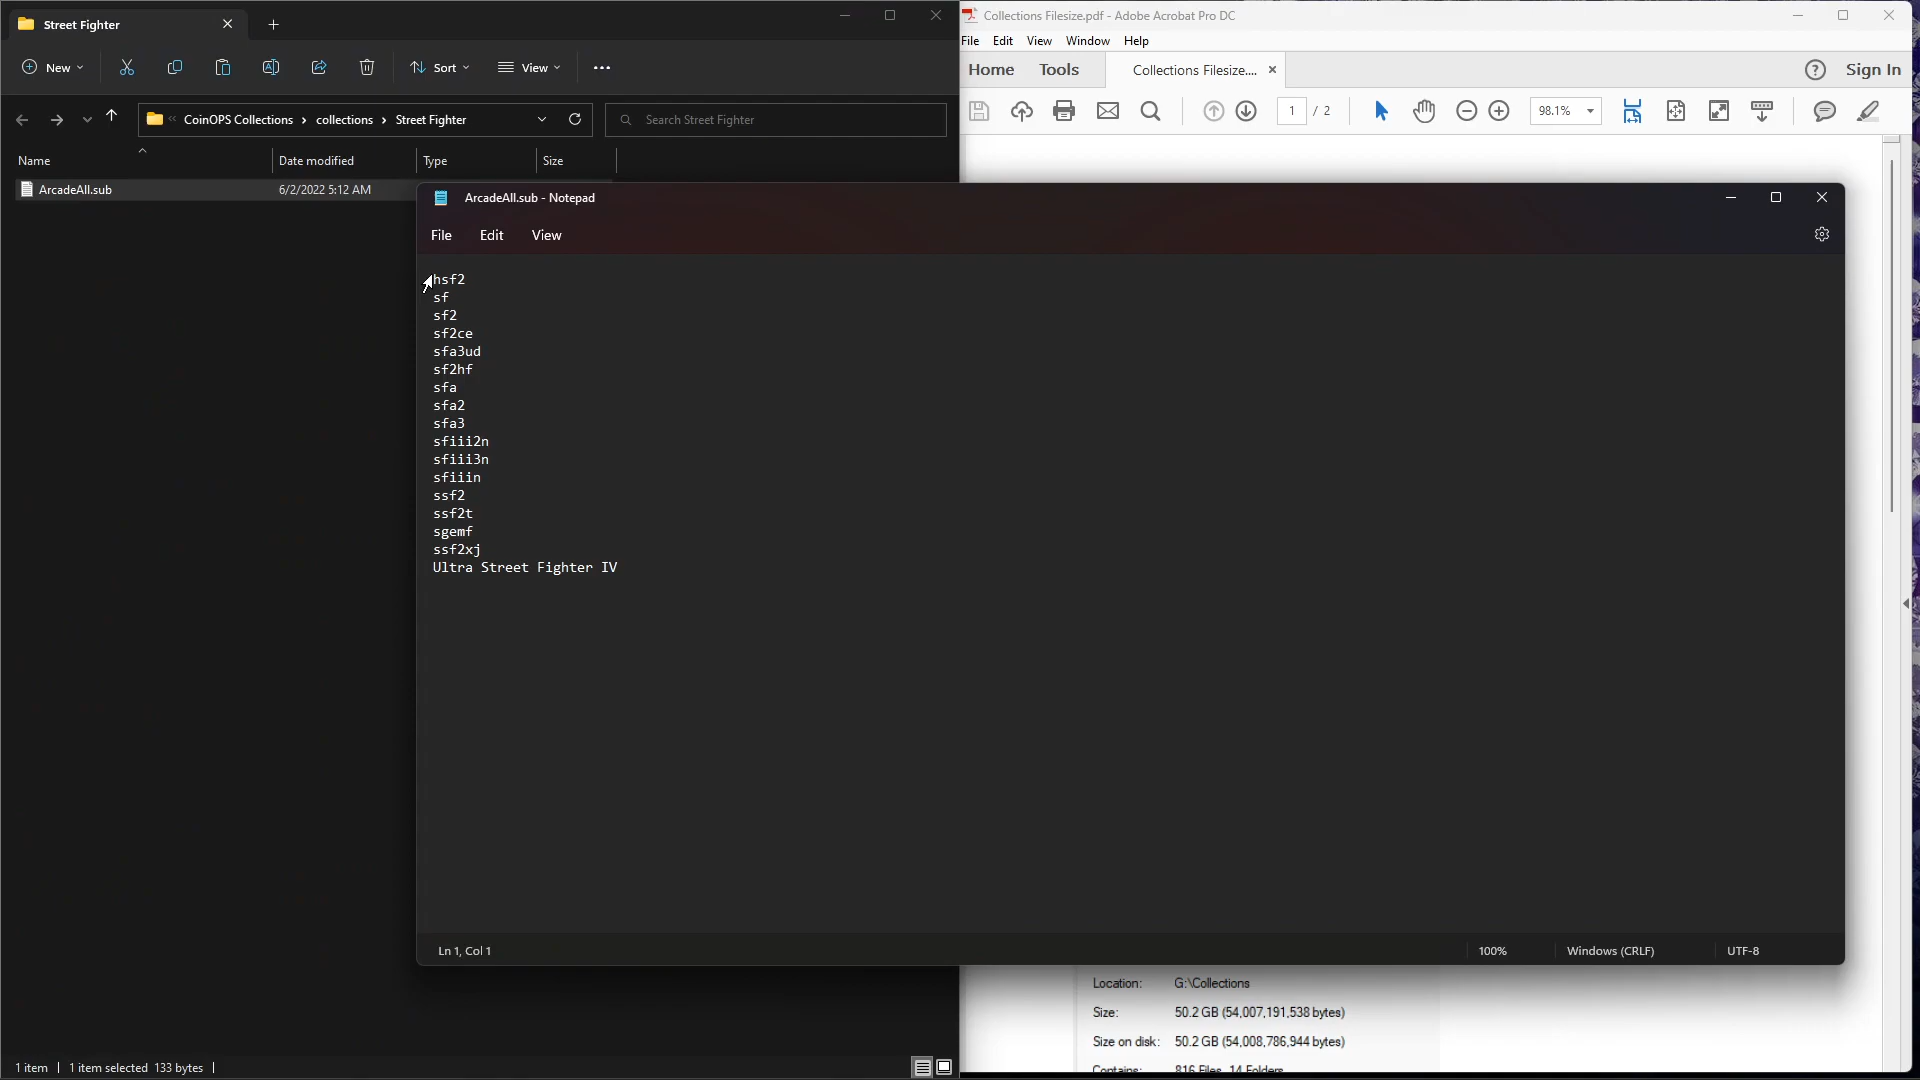 Street Fighter
New
Sort
View
CoinOPS Collections
collections
Street Fighter
Search Street Fighter
Name
Date modified
Type
Size
ArcadeAll.sub
6/2/2022 5:12 AM
1 item
1 item selected 133 bytes
Collections Filesize.pdf - Adobe Acrobat Pro DC
File Edit View Window Help
Home
Tools
Collections Filesize....
Sign In
1 / 2
98.1%
ArcadeAll.sub - Notepad
File Edit View
hsf2
sf
sf2
sf2ce
sfa3ud
sf2hf
sfa
sfa2
sfa3
sfiii2n
sfiii3n
sfiiin
ssf2
ssf2t
sgemf
ssf2xj
Ultra Street Fighter IV
Ln 1, Col 1
100%
Windows (CRLF)
UTF-8
Location: G:\Collections
Size: 50.2 GB (54,007,191,538 bytes)
Size on disk: 50.2 GB (54,008,786,944 bytes)
Contains: 816 Files, 14 Folders